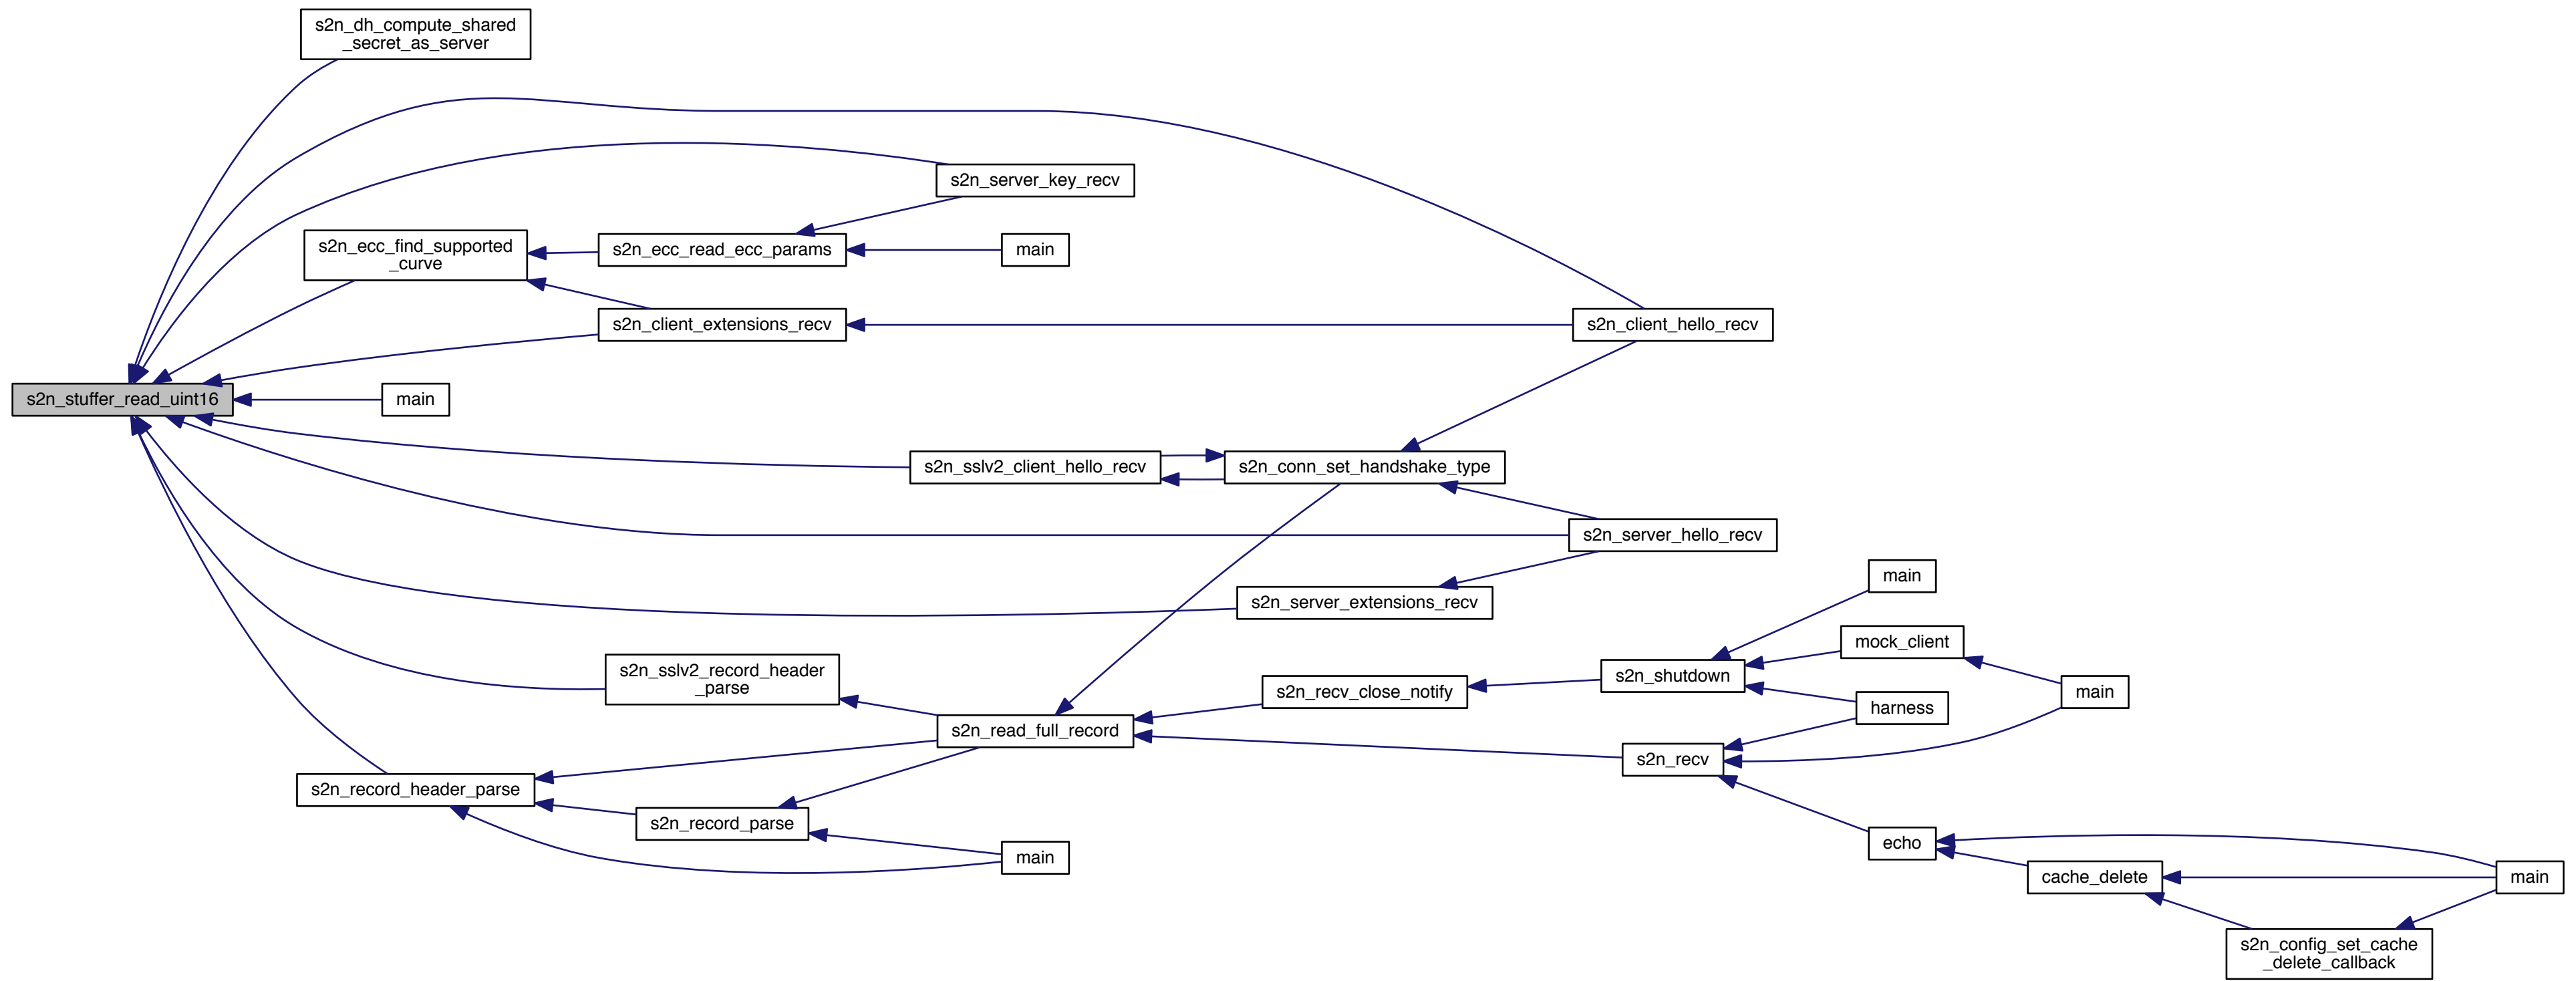 s2n_dh_compute_shared
_secret_as_server
s2n_server_key_recv
s2n_ecc_find_supported
_curve
s2n_ecc_read_ecc_params
main
s2n_client_extensions_recv
s2n_client_hello_recv
s2n_stuffer_read_uint16
main
s2n_sslv2_client_hello_recv
s2n_conn_set_handshake_type
s2n_server_hello_recv
s2n_server_extensions_recv
main
mock_client
s2n_sslv2_record_header
_parse
s2n_recv_close_notify
s2n_shutdown
main
harness
s2n_read_full_record
s2n_recv
s2n_record_header_parse
s2n_record_parse
main
echo
cache_delete
main
s2n_config_set_cache
_delete_callback